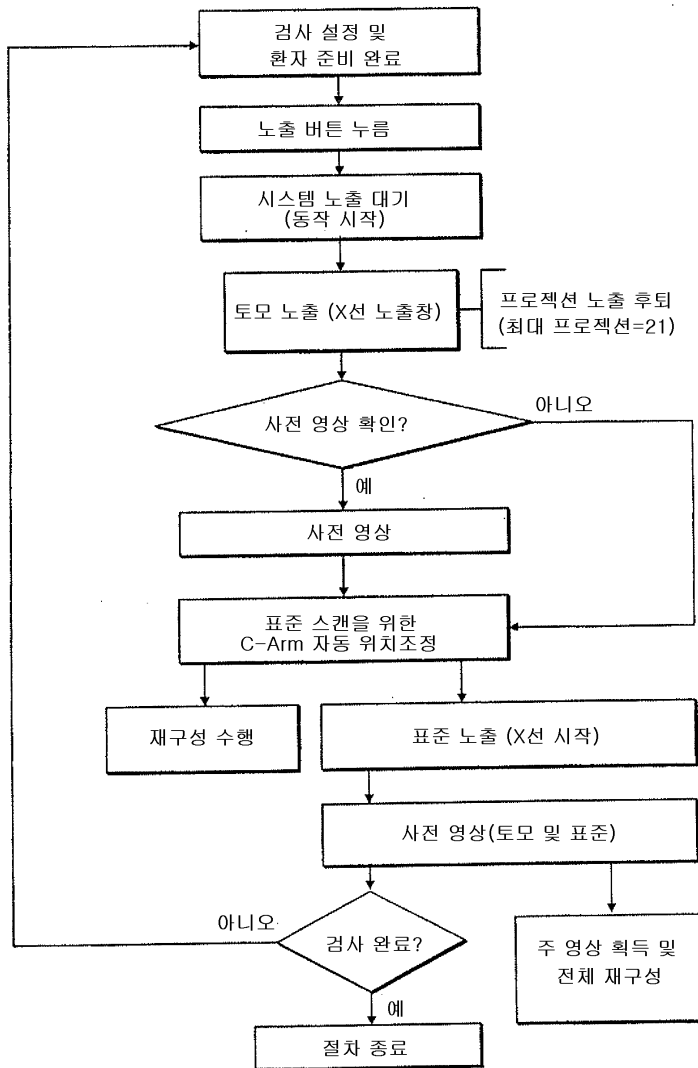 검사 설정 및
환자 준비 완료
노출 버튼 누름
시스템 노출 대기
(동작 시작)
토모 노출 (X선 노출창)
프로젝션 노출 후퇴
(최대 프로젝션=21)
사전 영상 확인?
아니오
예
사전 영상
표준 스캔을 위한
C-Arm 자동 위치조정
재구성 수행
표준 노출 (X선 시작)
사전 영상(토모 및 표준)
아니오
검사 완료?
주 영상 획득 및
전체 재구성
예
절차 종료